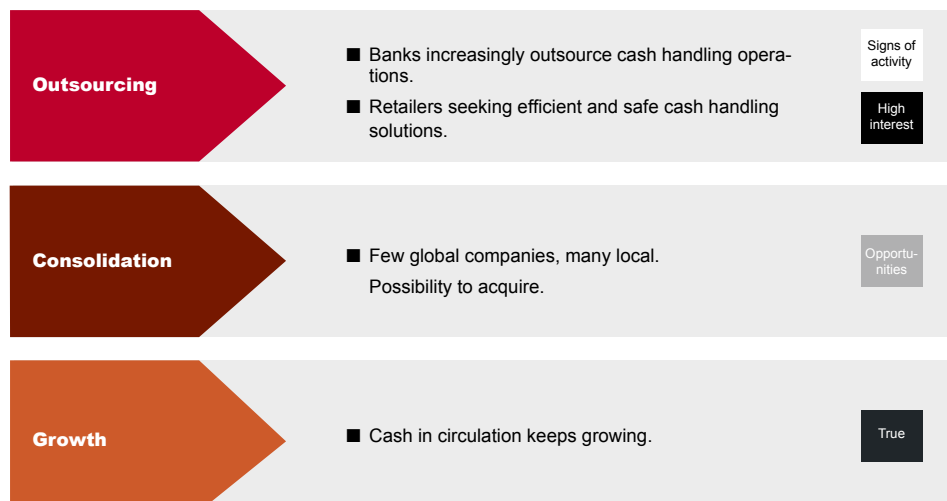 Outsourcing
■ Banks increasingly outsource cash handling opera-
tions.
■ Retailers seeking efficient and safe cash handling
solutions.
Signs of
activity
High
interest
Consolidation
■ Few global companies, many local.
Possibility to acquire.
Opportu-
nities
Growth
■ Cash in circulation keeps growing.
True